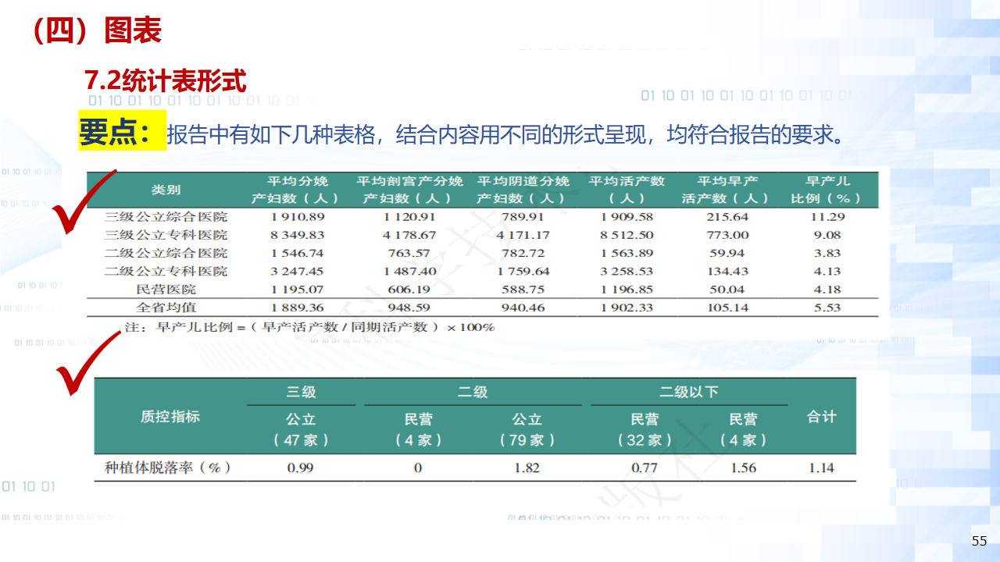 （四）图表
7.2统计表形式
要点：报告中有如下几种表格，结合内容用不同的形式呈现，均符合报告的要求。
类别 平均分娩产妇数（人） 平均剖宫产分娩产妇数（人） 平均阴道分娩产妇数（人） 平均活产数（人） 平均早产活产数（人） 早产儿比例（%）
三级公立综合医院 1 910.89 1 120.91 789.91 1 909.58 215.64 11.29
三级公立专科医院 8 349.83 4 178.67 4 171.17 8 512.50 773.00 9.08
二级公立综合医院 1 546.74 763.57 782.72 1 563.89 59.94 3.83
二级公立专科医院 3 247.45 1 487.40 1 759.64 3 258.53 134.43 4.13
民营医院 1 195.07 606.19 588.75 1 196.85 50.04 4.18
全省均值 1 889.36 948.59 940.46 1 902.33 105.14 5.53
注：早产儿比例=（早产活产数/同期活产数）×100%
三级 二级 二级以下
质控指标 公立 民营 公立 民营 民营 合计
（47家） （4家） （79家） （32家） （4家）
种植体脱落率（%） 0.99 0 1.82 0.77 1.56 1.14
55